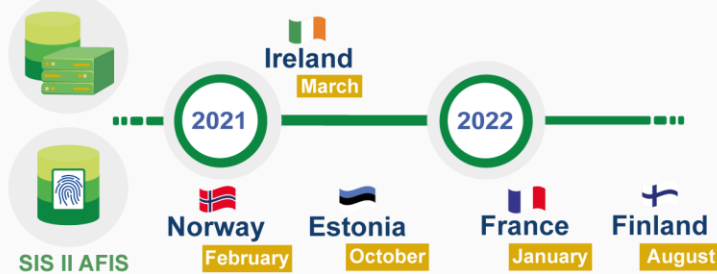 Ireland
March
2021
2022
Norway
February
Estonia
October
France
January
Finland
August
SIS II AFIS